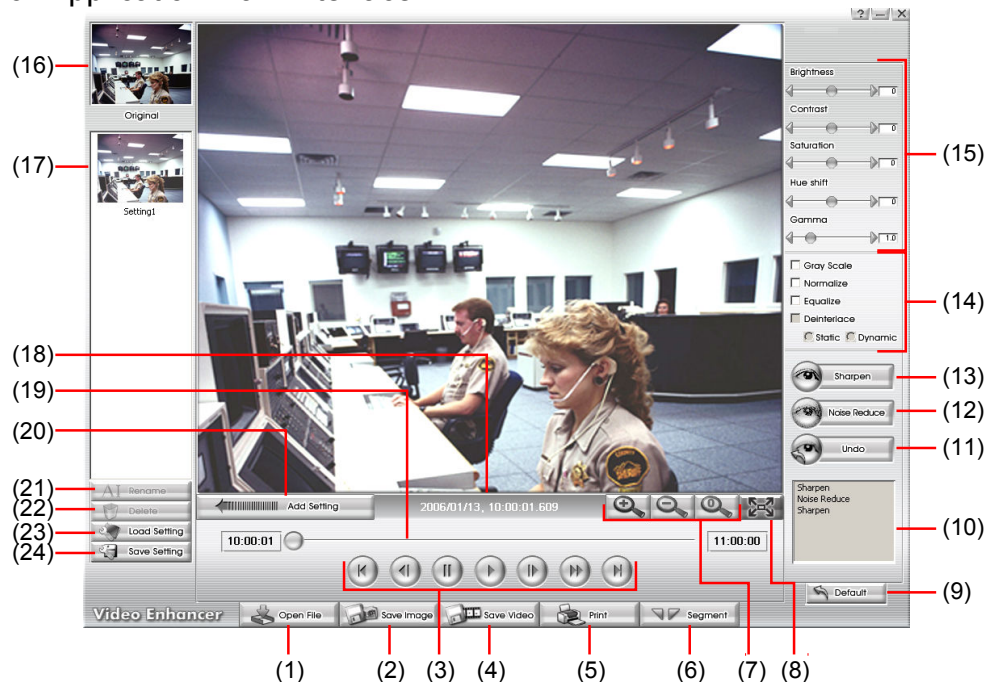 ? — X
(16)
Original
(17)
Setting1
Brightness
0
Contrast
0
Saturation
0
Hue shift
0
Gamma
1.0
(15)
Gray Scale
Normalize
Equalize
Deinterlace
Static Dynamic
(14)
(18)
(19)
(20)
Sharpen
(13)
Noise Reduce
(12)
Undo
(11)
(21)
Rename
(22)
Delete
(23)
Load Setting
(24)
Save Setting
Add Setting
2006/01/13, 10:00:01.609
10:00:01
11:00:00
Sharpen
Noise Reduce
Sharpen
(10)
Default
(9)
Video Enhancer
Open File
Save Image
Save Video
Print
Segment
(1) (2) (3) (4) (5) (6) (7) (8)